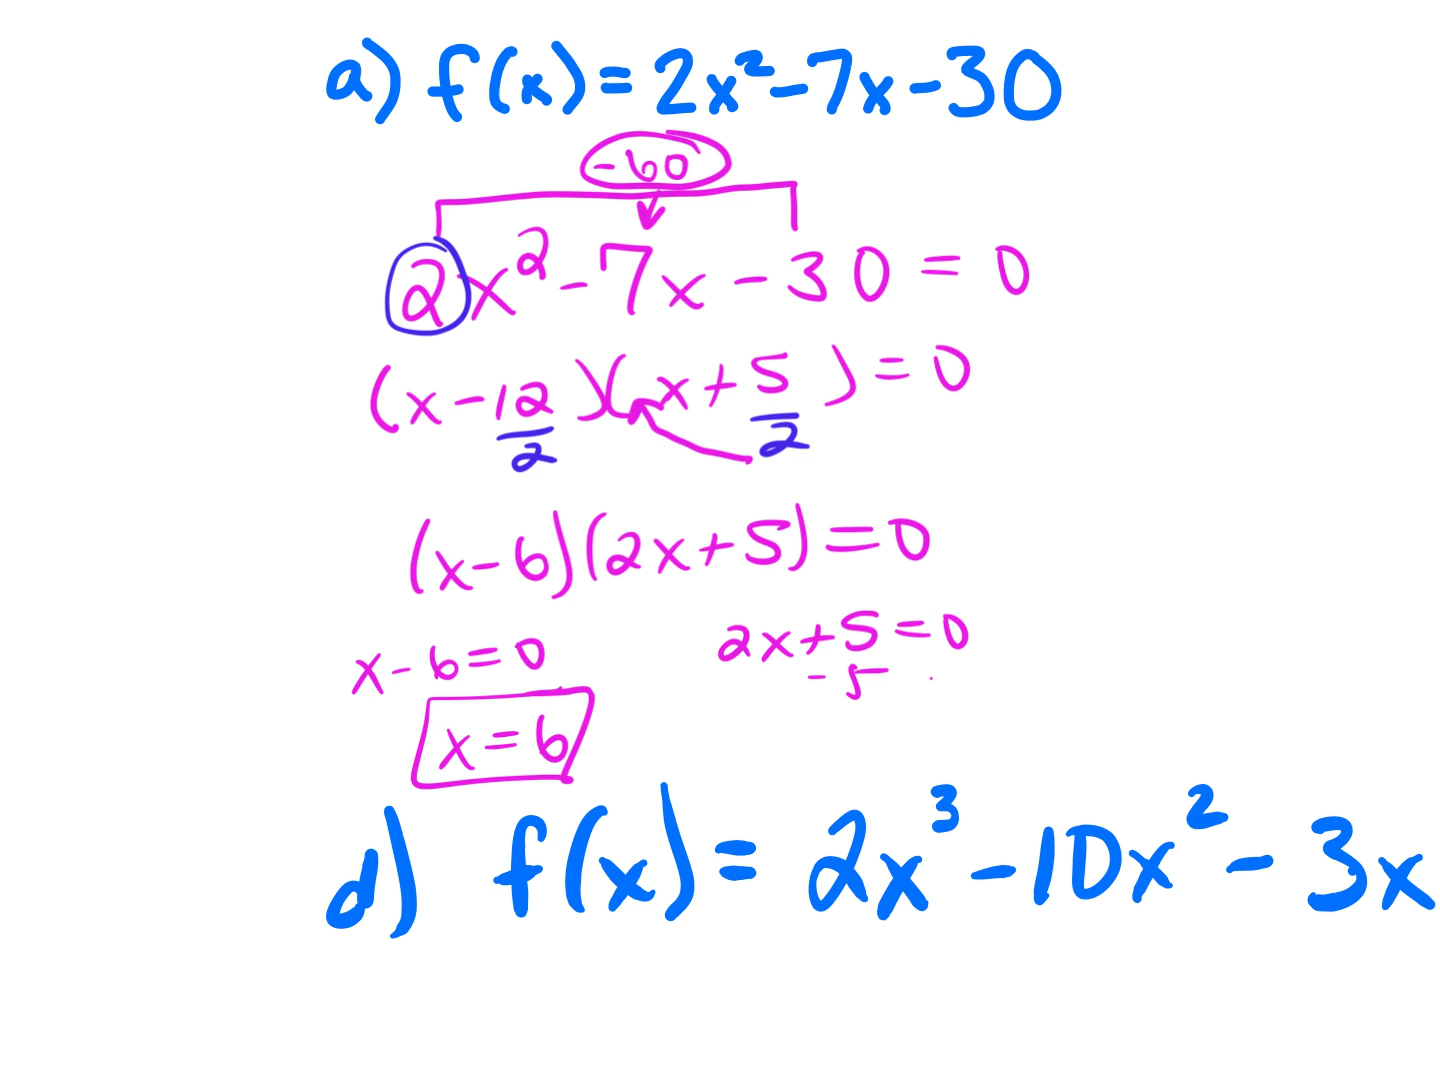 a) f(x) = 2x² - 7x - 30
-60
2x² - 7x - 30 = 0
(x - 12/2)(x + 5/2) = 0
(x - 6)(2x + 5) = 0
x - 6 = 0    2x + 5 = 0
- 5
x = 6
d) f(x) = 2x³ - 10x² - 3x